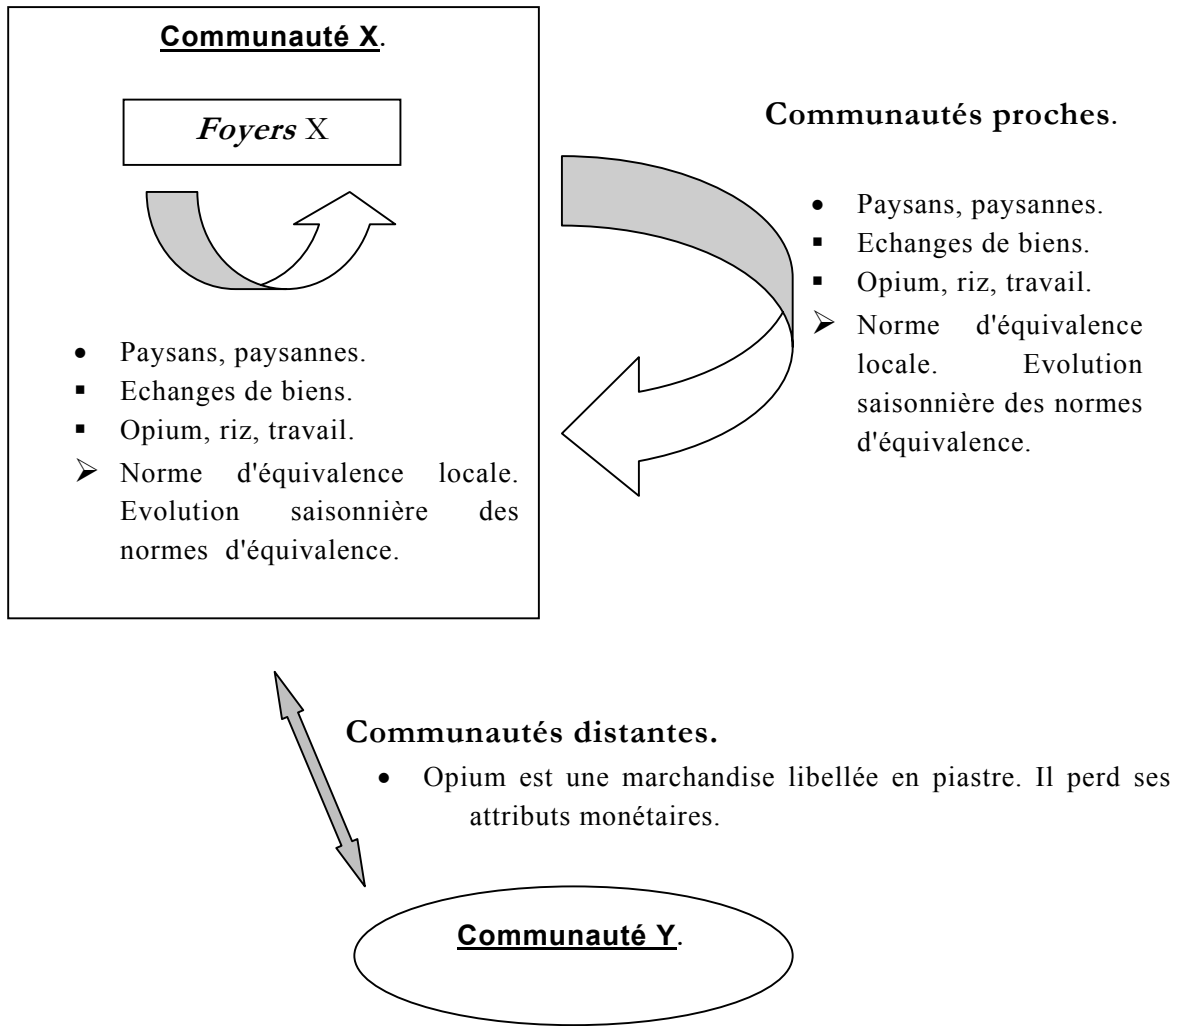 Communauté X.
Foyers X
• Paysans, paysannes.
▪ Echanges de biens.
▪ Opium, riz, travail.
➢ Norme d'équivalence locale.
Evolution saisonnière des
normes d'équivalence.
Communautés proches.
• Paysans, paysannes.
▪ Echanges de biens.
▪ Opium, riz, travail.
➢ Norme d'équivalence
locale. Evolution
saisonnière des normes
d'équivalence.
Communautés distantes.
• Opium est une marchandise libellée en piastre. Il perd ses
attributs monétaires.
Communauté Y.